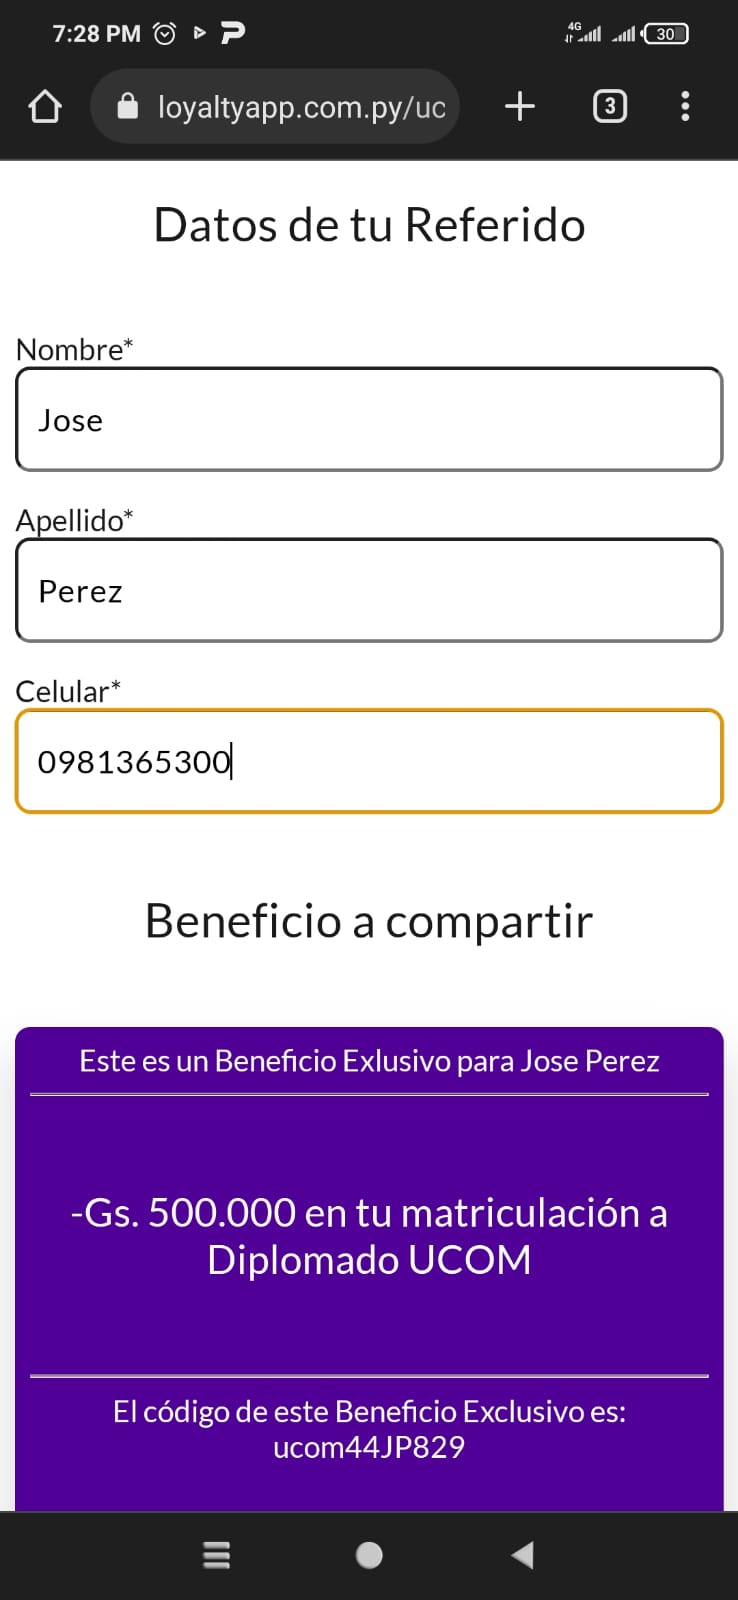 7:28 PM
4G
30
loyaltyapp.com.py/uc
3
Datos de tu Referido
Nombre*
Jose
Apellido*
Perez
Celular*
0981365300
Beneficio a compartir
Este es un Beneficio Exlusivo para Jose Perez
-Gs. 500.000 en tu matriculación a
Diplomado UCOM
El código de este Beneficio Exclusivo es:
ucom44JP829